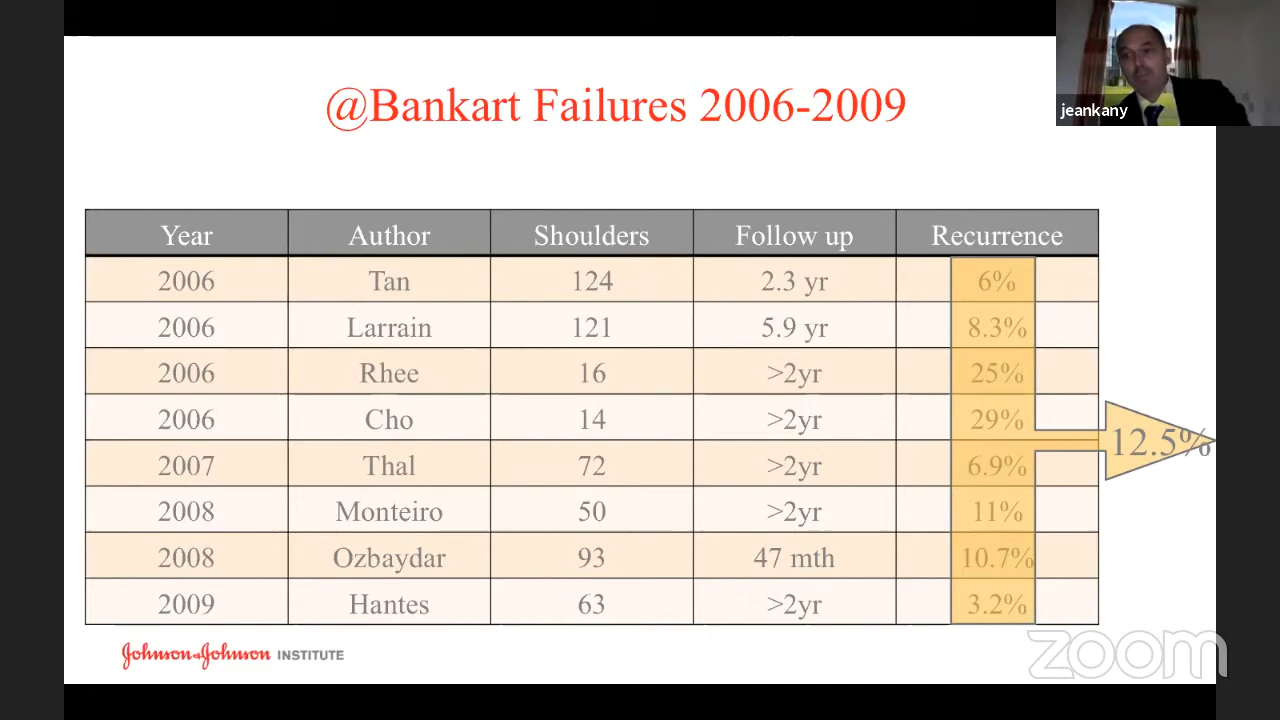 jeankany
@Bankart Failures 2006-2009
Year Author Shoulders Follow up Recurrence
2006 Tan 124 2.3 yr 6%
2006 Larrain 121 5.9 yr 8.3%
2006 Rhee 16 >2yr 25%
2006 Cho 14 >2yr 29%
12.5%
2007 Thal 72 >2yr 6.9%
2008 Monteiro 50 >2yr 11%
2008 Ozbaydar 93 47 mth 10.7%
2009 Hantes 63 >2yr 3.2%
Johnson & Johnson INSTITUTE
zoom